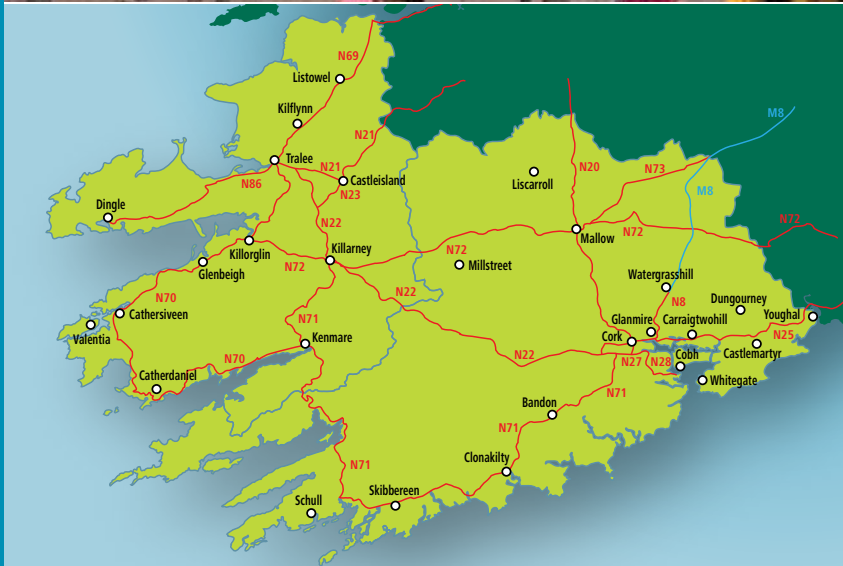 N69
Listowel
Kilflynn
M8
N21
Tralee
N21
N20
N73
Castleisland
Liscarroll
N86
N23
M8
Dingle
N22
N72
Mallow
N72
Killorglin
Killarney
N72
Glenbeigh
N72
Millstreet
Watergrasshill
N70
N22
Dungourney
N8
Cathersiveen
Glanmire
Carraigtwohill
Youghal
N71
Valentia
Kenmare
Cork
N25
Castlemartyr
N70
N22
N27
N28
Cobh
Catherdaniel
Whitegate
N71
Bandon
N71
Clonakilty
N71
Skibbereen
Schull